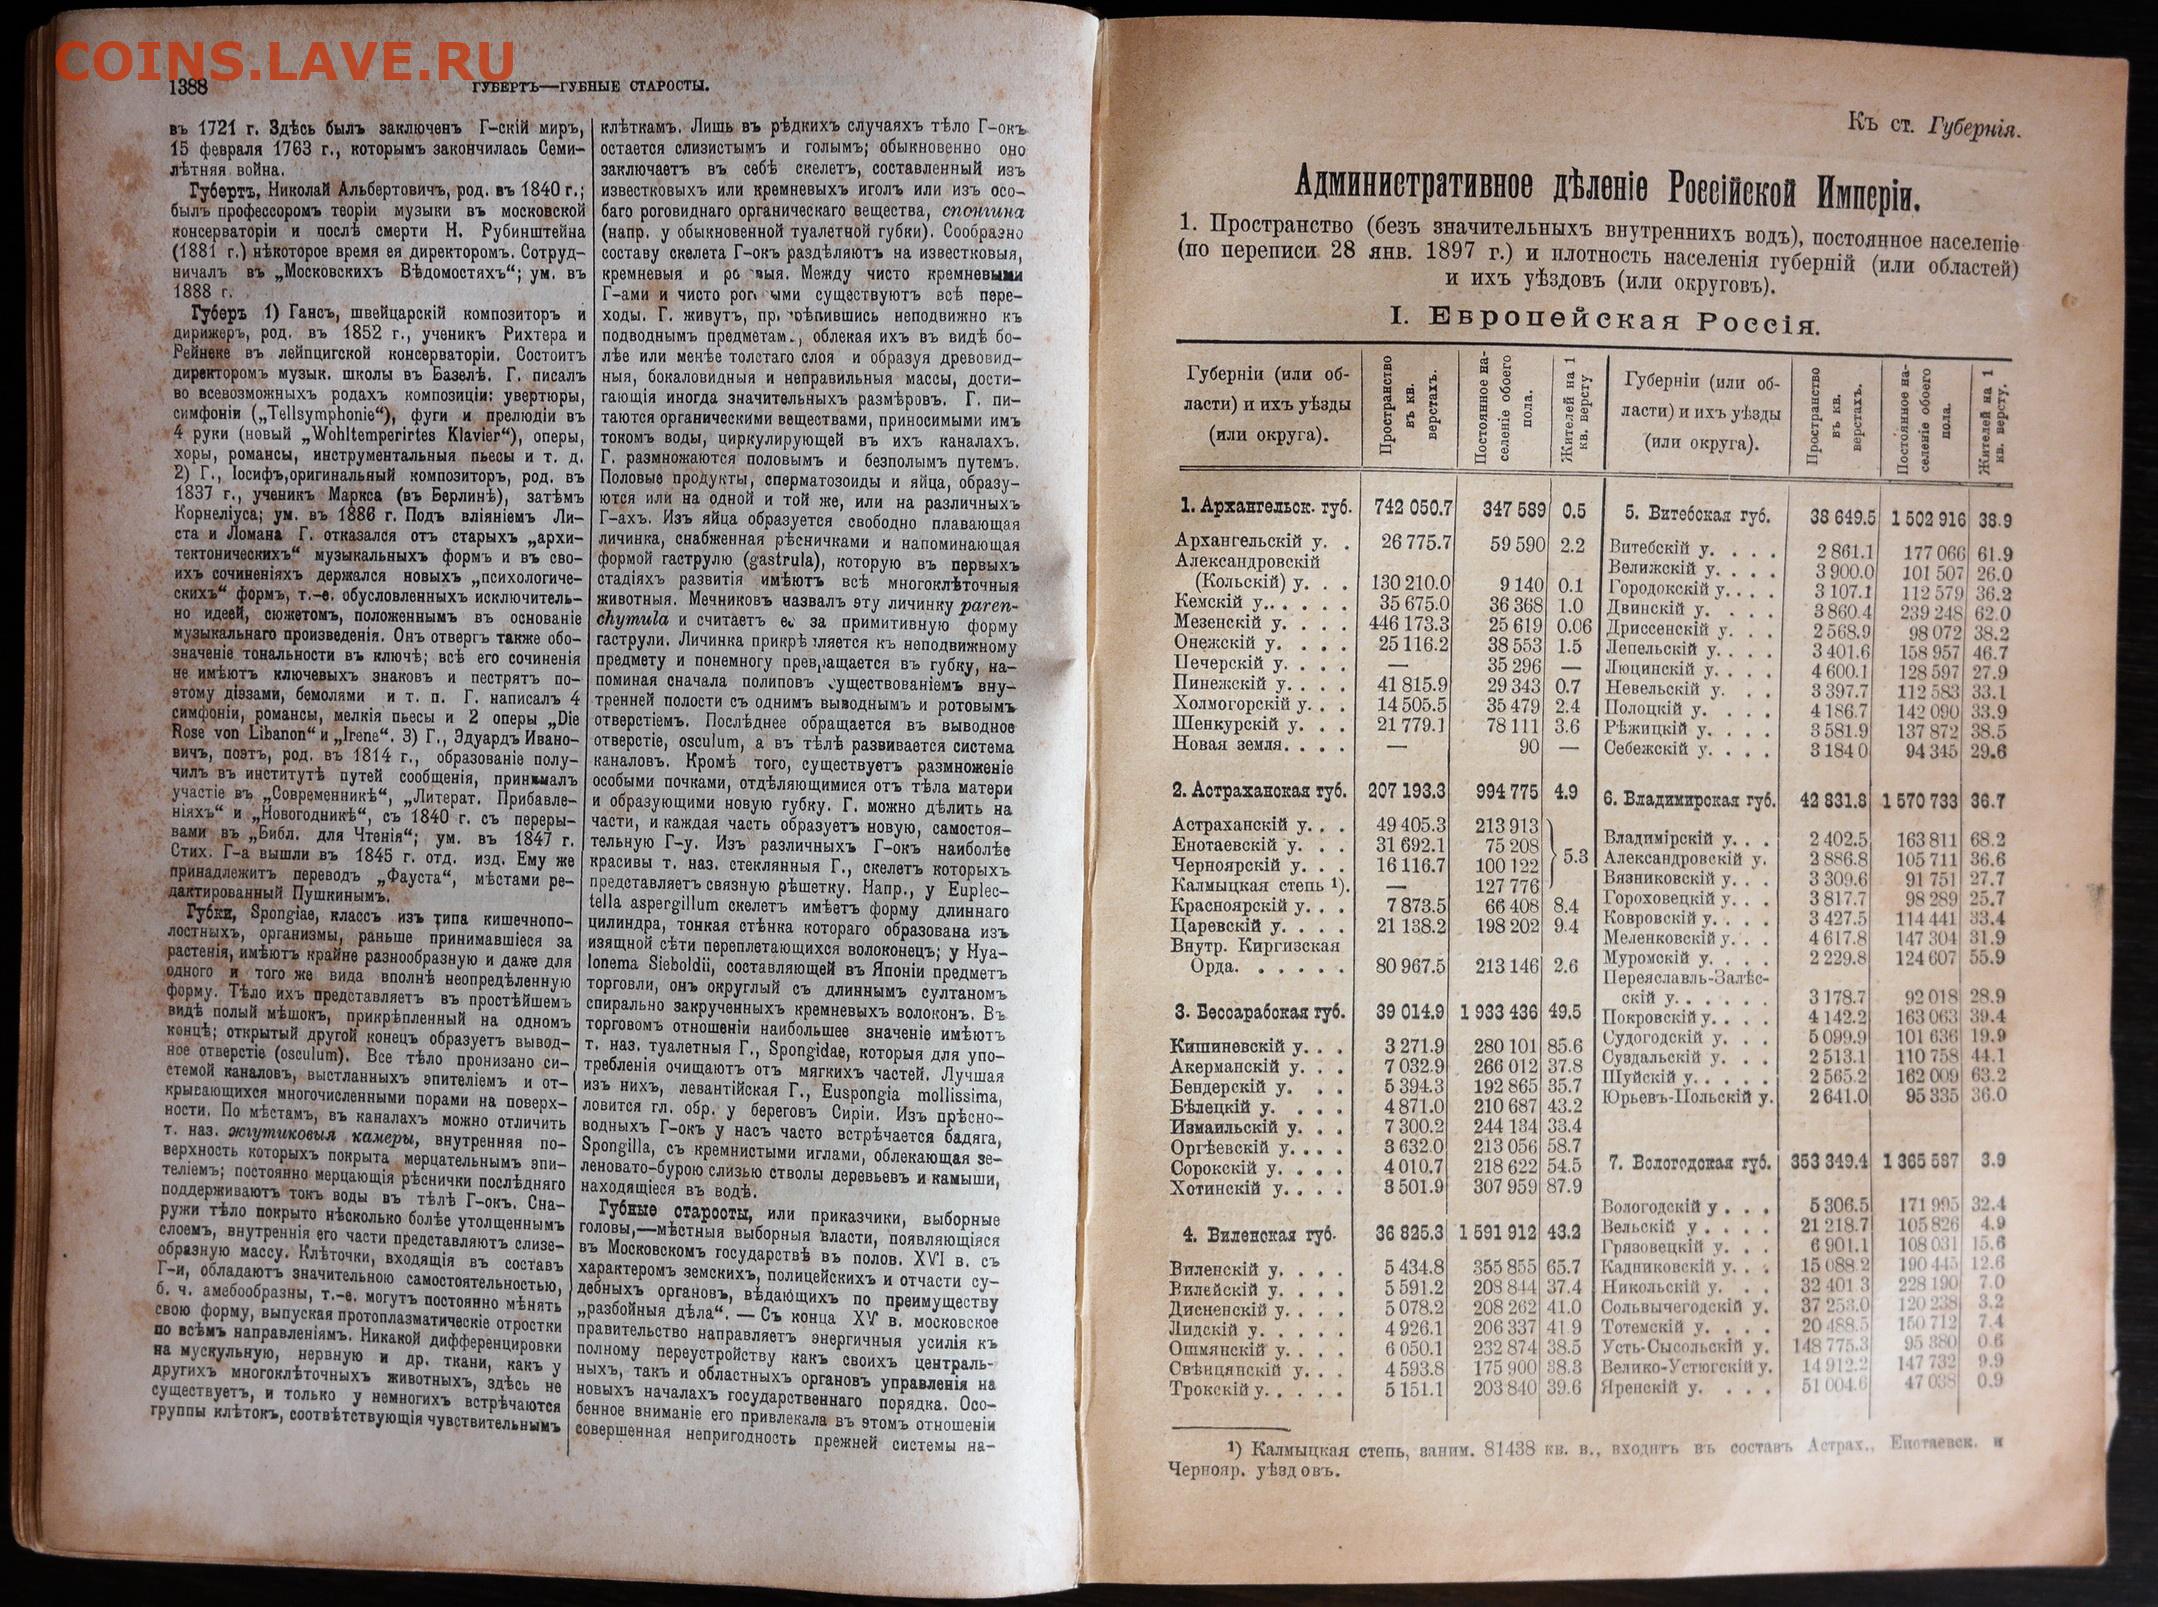 COINS.LAVE.RU
1388
ГУБЕРТЪ—ГУБНЫЕ СТАРОСТЫ.
въ 1721 г. Здѣсь былъ заключенъ Г-скій миръ,
15 февраля 1763 г., которымъ закончилась Семи-
лѣтняя война.
Губертъ, Николай Альбертовичъ, род. въ 1840 г.;
былъ профессоромъ теоріи музыки въ московской
консерваторіи и послѣ смерти Н. Рубинштейна
(1881 г.) нѣкоторое время ея директоромъ. Сотруд-
ничалъ въ „Московскихъ Вѣдомостяхъ“; ум. въ
1888 г.
Губеръ 1) Гансъ, швейцарскій композиторъ и
дирижеръ, род. въ 1852 г., ученикъ Рихтера и
Рейнеке въ лейпцигской консерваторіи. Состоитъ
директоромъ музык. школы въ Базелѣ. Г. писалъ
во всевозможныхъ родахъ композиціи: увертюры,
симфоніи („Tellsymphonie“), фуги и прелюдіи въ
4 руки (новый „Wohltemperirtes Klavier“), оперы,
хоры, романсы, инструментальныя пьесы и т. д.
2) Г., Іосифъ,оригинальный композиторъ, род. въ
1837 г., ученикъ Маркса (въ Берлинѣ), затѣмъ
Корнеліуса; ум. въ 1886 г. Подъ вліяніемъ Ли-
ста и Ломана Г. отказался отъ старыхъ „архи-
тектоническихъ“ музыкальныхъ формъ и въ сво-
ихъ сочиненіяхъ держался новыхъ „психологиче-
скихъ“ формъ, т.-е. обусловленныхъ исключитель-
но идеей, сюжетомъ, положеннымъ въ основаніе
музыкальнаго произведенія. Онъ отвергъ также обо-
значеніе тональности въ ключѣ; всѣ его сочиненія
не имѣютъ ключевыхъ знаковъ и пестрятъ по-
этому діэзами, бемолями и т. п. Г. написалъ 4
симфоніи, романсы, мелкія пьесы и 2 оперы „Die
Rose von Libanon“ и „Irene“. 3) Г., Эдуардъ Ивано-
вичъ, поэтъ, род. въ 1814 г., образованіе полу-
чилъ въ институтѣ путей сообщенія, принималъ
участіе въ „Современникѣ“, „Литерат. Прибавле-
ніяхъ“ и „Новогодникѣ“, съ 1840 г. съ переры-
вами въ „Библ. для Чтенія“; ум. въ 1847 г.
Стих. Г-а вышли въ 1845 г. отд. изд. Ему же
принадлежитъ переводъ „Фауста“, мѣстами ре-
дактированный Пушкинымъ.
Губки, Spongiae, классъ изъ типа кишечнопо-
лостныхъ, организмы, раньше принимавшіеся за
растенія, имѣютъ крайне разнообразную и даже для
одного и того же вида вполнѣ неопредѣленную
форму. Тѣло ихъ представляетъ въ простѣйшемъ
видѣ полый мѣшокъ, прикрѣпленный на одномъ
концѣ; открытый другой конецъ образуетъ вывод-
ное отверстіе (osculum). Все тѣло пронизано си-
стемой каналовъ, выстланныхъ эпителіемъ и от-
крывающихся многочисленными порами на поверх-
ности. По мѣстамъ, въ каналахъ можно отличить
т. наз. жгутиковыя камеры, внутренняя по-
верхность которыхъ покрыта мерцательнымъ эпи-
теліемъ; постоянно мерцающія рѣснички послѣдняго
поддерживаютъ токъ воды въ тѣлѣ Г-окъ. Сна-
ружи тѣло покрыто нѣсколько болѣе утолщеннымъ
слоемъ, внутреннія его части представляютъ слизе-
образную массу. Клѣточки, входящія въ составъ
Г-и, обладаютъ значительною самостоятельностью,
б. ч. амебообразны, т.-е. могутъ постоянно мѣнять
свою форму, выпуская протоплазматическіе отростки
по всѣмъ направленіямъ. Никакой дифференцировки
на мускульную, нервную и др. ткани, какъ у
другихъ многоклѣточныхъ животныхъ, здѣсь не
существуетъ, и только у немногихъ встрѣчаются
группы клѣтокъ, соотвѣтствующія чувствительнымъ
клѣткамъ. Лишь въ рѣдкихъ случаяхъ тѣло Г-окъ
остается слизистымъ и голымъ; обыкновенно оно
заключаетъ въ себѣ скелетъ, составленный изъ
известковыхъ или кремневыхъ иголъ или изъ осо-
баго роговиднаго органическаго вещества, спонгина
(напр. у обыкновенной туалетной губки). Сообразно
составу скелета Г-окъ раздѣляютъ на известковыя,
кремневыя и Между чисто кремневыми
Г-ами и чисто существуютъ всѣ пере-
ходы. Г. живутъ, неподвижно къ
подводнымъ предметамъ, облекая ихъ въ видѣ бо-
лѣе или менѣе толстаго слоя и образуя древовид-
ныя, бокаловидныя и неправильныя массы, дости-
гающія иногда значительныхъ размѣровъ. Г. пи-
таются органическими веществами, приносимыми имъ
токомъ воды, циркулирующей въ ихъ каналахъ.
Г. размножаются половымъ и безполымъ путемъ.
Половые продукты, сперматозоиды и яйца, образу-
ются или на одной и той же, или на различныхъ
Г-ахъ. Изъ яйца образуется свободно плавающая
личинка, снабженная рѣсничками и напоминающая
формой гаструлу (gastrula), которую въ первыхъ
стадіяхъ развитія имѣютъ всѣ многоклѣточныя
животныя. Мечниковъ назвалъ эту личинку paren-
chymula и считаетъ ее за примитивную форму
гаструли. Личинка прикрѣпляется къ неподвижному
предмету и понемногу превращается въ губку, на-
поминая сначала полиповъ существованіемъ вну-
тренней полости съ однимъ выводнымъ и ротовымъ
отверстіемъ. Послѣднее обращается въ выводное
отверстіе, osculum, а въ тѣлѣ развивается система
каналовъ. Кромѣ того, существуетъ размноженіе
особыми почками, отдѣляющимися отъ тѣла матери
и образующими новую губку. Г. можно дѣлить на
части, и каждая часть образуетъ новую, самостоя-
тельную Г-у. Изъ различныхъ Г-окъ наиболѣе
красивы т. наз. стеклянныя Г., скелетъ которыхъ
представляетъ связную рѣшетку. Напр., у Euplec-
tella aspergillum скелетъ имѣетъ форму длиннаго
цилиндра, тонкая стѣнка котораго образована изъ
изящной сѣти переплетающихся волоконецъ; у Hya-
lonema Sieboldii, составляющей въ Японіи предметъ
торговли, онъ округлый съ длиннымъ султаномъ
спирально закрученныхъ кремневыхъ волоконъ. Въ
торговомъ отношеніи наибольшее значеніе имѣютъ
т. наз. туалетныя Г., Spongidae, которыя для упо-
требленія очищаютъ отъ мягкихъ частей. Лучшая
изъ нихъ, левантійская Г., Euspongia mollissima,
ловится гл. обр. у береговъ Сиріи. Изъ прѣсно-
водныхъ Г-окъ у насъ часто встрѣчается бадяга,
Spongilla, съ кремнистыми иглами, облекающая зе-
леновато-бурою слизью стволы деревьевъ и камыши,
находящіеся въ водѣ.
Губные старосты, или приказчики, выборные
головы,—мѣстныя выборныя власти, появляющіяся
въ Московскомъ государствѣ въ полов. XVI в. съ
характеромъ земскихъ, полицейскихъ и отчасти су-
дебныхъ органовъ, вѣдающихъ по преимуществу
„разбойныя дѣла“. — Съ конца XV в. московское
правительство направляетъ энергичныя усилія къ
полному переустройству какъ своихъ централь-
ныхъ, такъ и областныхъ органовъ управленія на
новыхъ началахъ государственнаго порядка. Осо-
бенное вниманіе его привлекала въ этомъ отношеніи
совершенная непригодность прежней системы на-
Къ ст. Губернія.
Административное дѣленіе Россійской Имперіи.
1. Пространство (безъ значительныхъ внутреннихъ водъ), постоянное населеніе
(по переписи 28 янв. 1897 г.) и плотность населенія губерній (или областей)
и ихъ уѣздовъ (или округовъ).
I. Европейская Россія.
Губерніи (или об-
ласти) и ихъ уѣзды
(или округа).
Пространство
въ кв.
верстахъ.
Постоянное на-
селеніе обоего
пола.
Жителей на 1
кв. версту
1. Архангельск. губ. 742 050.7 347 589 0.5
Архангельскій у. . 26 775.7 59 590 2.2
Александровскій
(Кольскій) у. . . 130 210.0 9 140 0.1
Кемскій у. . . . . . 35 675.0 36 368 1.0
Мезенскій у. . . . 446 173.3 25 619 0.06
Онежскій у. . . . 25 116.2 38 553 1.5
Печерскій у. . . . — 35 296 —
Пинежскій у. . . . 41 815.9 29 343 0.7
Холмогорскій у. . . 14 505.5 35 479 2.4
Шенкурскій у. . . 21 779.1 78 111 3.6
Новая земля. . . . — 90 —
2. Астраханская губ. 207 193.3 994 775 4.9
Астраханскій у. . . 49 405.3 213 913
Енотаевскій у. . . 31 692.1 75 208
Черноярскій у. . . 16 116.7 100 122 5.3
Калмыцкая степь ¹). — 127 776
Красноярскій у. . . 7 873.5 66 408 8.4
Царевскій у. . . . 21 138.2 198 202 9.4
Внутр. Киргизская
Орда. . . . . . 80 967.5 213 146 2.6
3. Бессарабская губ. 39 014.9 1 933 436 49.5
Кишиневскій у. . . 3 271.9 280 101 85.6
Акерманскій у. . . 7 032.9 266 012 37.8
Бендерскій у. . . 5 394.3 192 865 35.7
Бѣлецкій у. . . . 4 871.0 210 687 43.2
Измаильскій у. . . 7 300.2 244 134 33.4
Оргѣевскій у. . . . 3 632.0 213 056 58.7
Сорокскій у. . . . 4 010.7 218 622 54.5
Хотинскій у. . . . 3 501.9 307 959 87.9
4. Виленская губ. 36 825.3 1 591 912 43.2
Виленскій у. . . . 5 434.8 355 855 65.7
Вилейскій у. . . . 5 591.2 208 844 37.4
Дисненскій у. . . . 5 078.2 208 262 41.0
Лидскій у. . . . . 4 926.1 206 337 41.9
Ошмянскій у. . . . 6 050.1 232 874 38.5
Свѣнцянскій у. . . 4 593.8 175 900 38.3
Трокскій у. . . . . 5 151.1 203 840 39.6
Губерніи (или об-
ласти) и ихъ уѣзды
(или округа).
Пространство
въ кв.
верстахъ.
Постоянное на-
селеніе обоего
пола.
Жителей на 1
кв. версту.
5. Витебская губ. 38 649.5 1 502 916 38.9
Витебскій у. . . . 2 861.1 177 066 61.9
Велижскій у. . . . 3 900.0 101 507 26.0
Городокскій у. . . . 3 107.1 112 579 36.2
Двинскій у. . . . 3 860.4 239 248 62.0
Дриссенскій у. . . 2 568.9 98 072 38.2
Лепельскій у. . . . 3 401.6 158 957 46.7
Люцинскій у. . . . 4 600.1 128 597 27.9
Невельскій у. . . 3 397.7 112 583 33.1
Полоцкій у. . . . 4 186.7 142 090 33.9
Рѣжицкій у. . . . 3 581.9 137 872 38.5
Себежскій у. . . . 3 184 0 94 345 29.6
6. Владимирская губ. 42 831.8 1 570 733 36.7
Владимірскій у. . . 2 402.5 163 811 68.2
Александровскій у. 2 886.8 105 711 36.6
Вязниковскій у. . . 3 309.6 91 751 27.7
Гороховецкій у. . . 3 817.7 98 289 25.7
Ковровскій у. . . . 3 427.5 114 441 33.4
Меленковскій у. . . 4 617.8 147 304 31.9
Муромскій у. . . . 2 229.8 124 607 55.9
Переяславль-Залѣс-
скій у. . . . . . 3 178.7 92 018 28.9
Покровскій у. . . . 4 142.2 163 063 39.4
Судогодскій у. . . 5 099.9 101 636 19.9
Суздальскій у. . . 2 513.1 110 758 44.1
Шуйскій у. . . . . 2 565.2 162 009 63.2
Юрьевъ-Польскій у. 2 641.0 95 335 36.0
7. Вологодская губ. 353 349.4 1 365 587 3.9
Вологодскій у . . . 5 306.5 171 995 32.4
Вельскій у . . . . 21 218.7 105 826 4.9
Грязовецкій у. . . 6 901.1 108 031 15.6
Кадниковскій у. . . 15 088.2 190 445 12.6
Никольскій у. . . 32 401 3 228 190 7.0
Сольвычегодскій у. 37 253.0 120 238 3.2
Тотемскій у. . . . 20 488.5 150 712 7.4
Усть-Сысольскій у. 148 775.3 95 380 0.6
Велико-Устюгскій у. 14 912.2 147 732 9.9
Яренскій у. . . . 51 004.6 47 038 0.9
¹) Калмыцкая степь, заним. 81438 кв. в., входитъ въ составъ Астрах., Енотаевск. и
Чернояр. уѣздовъ.